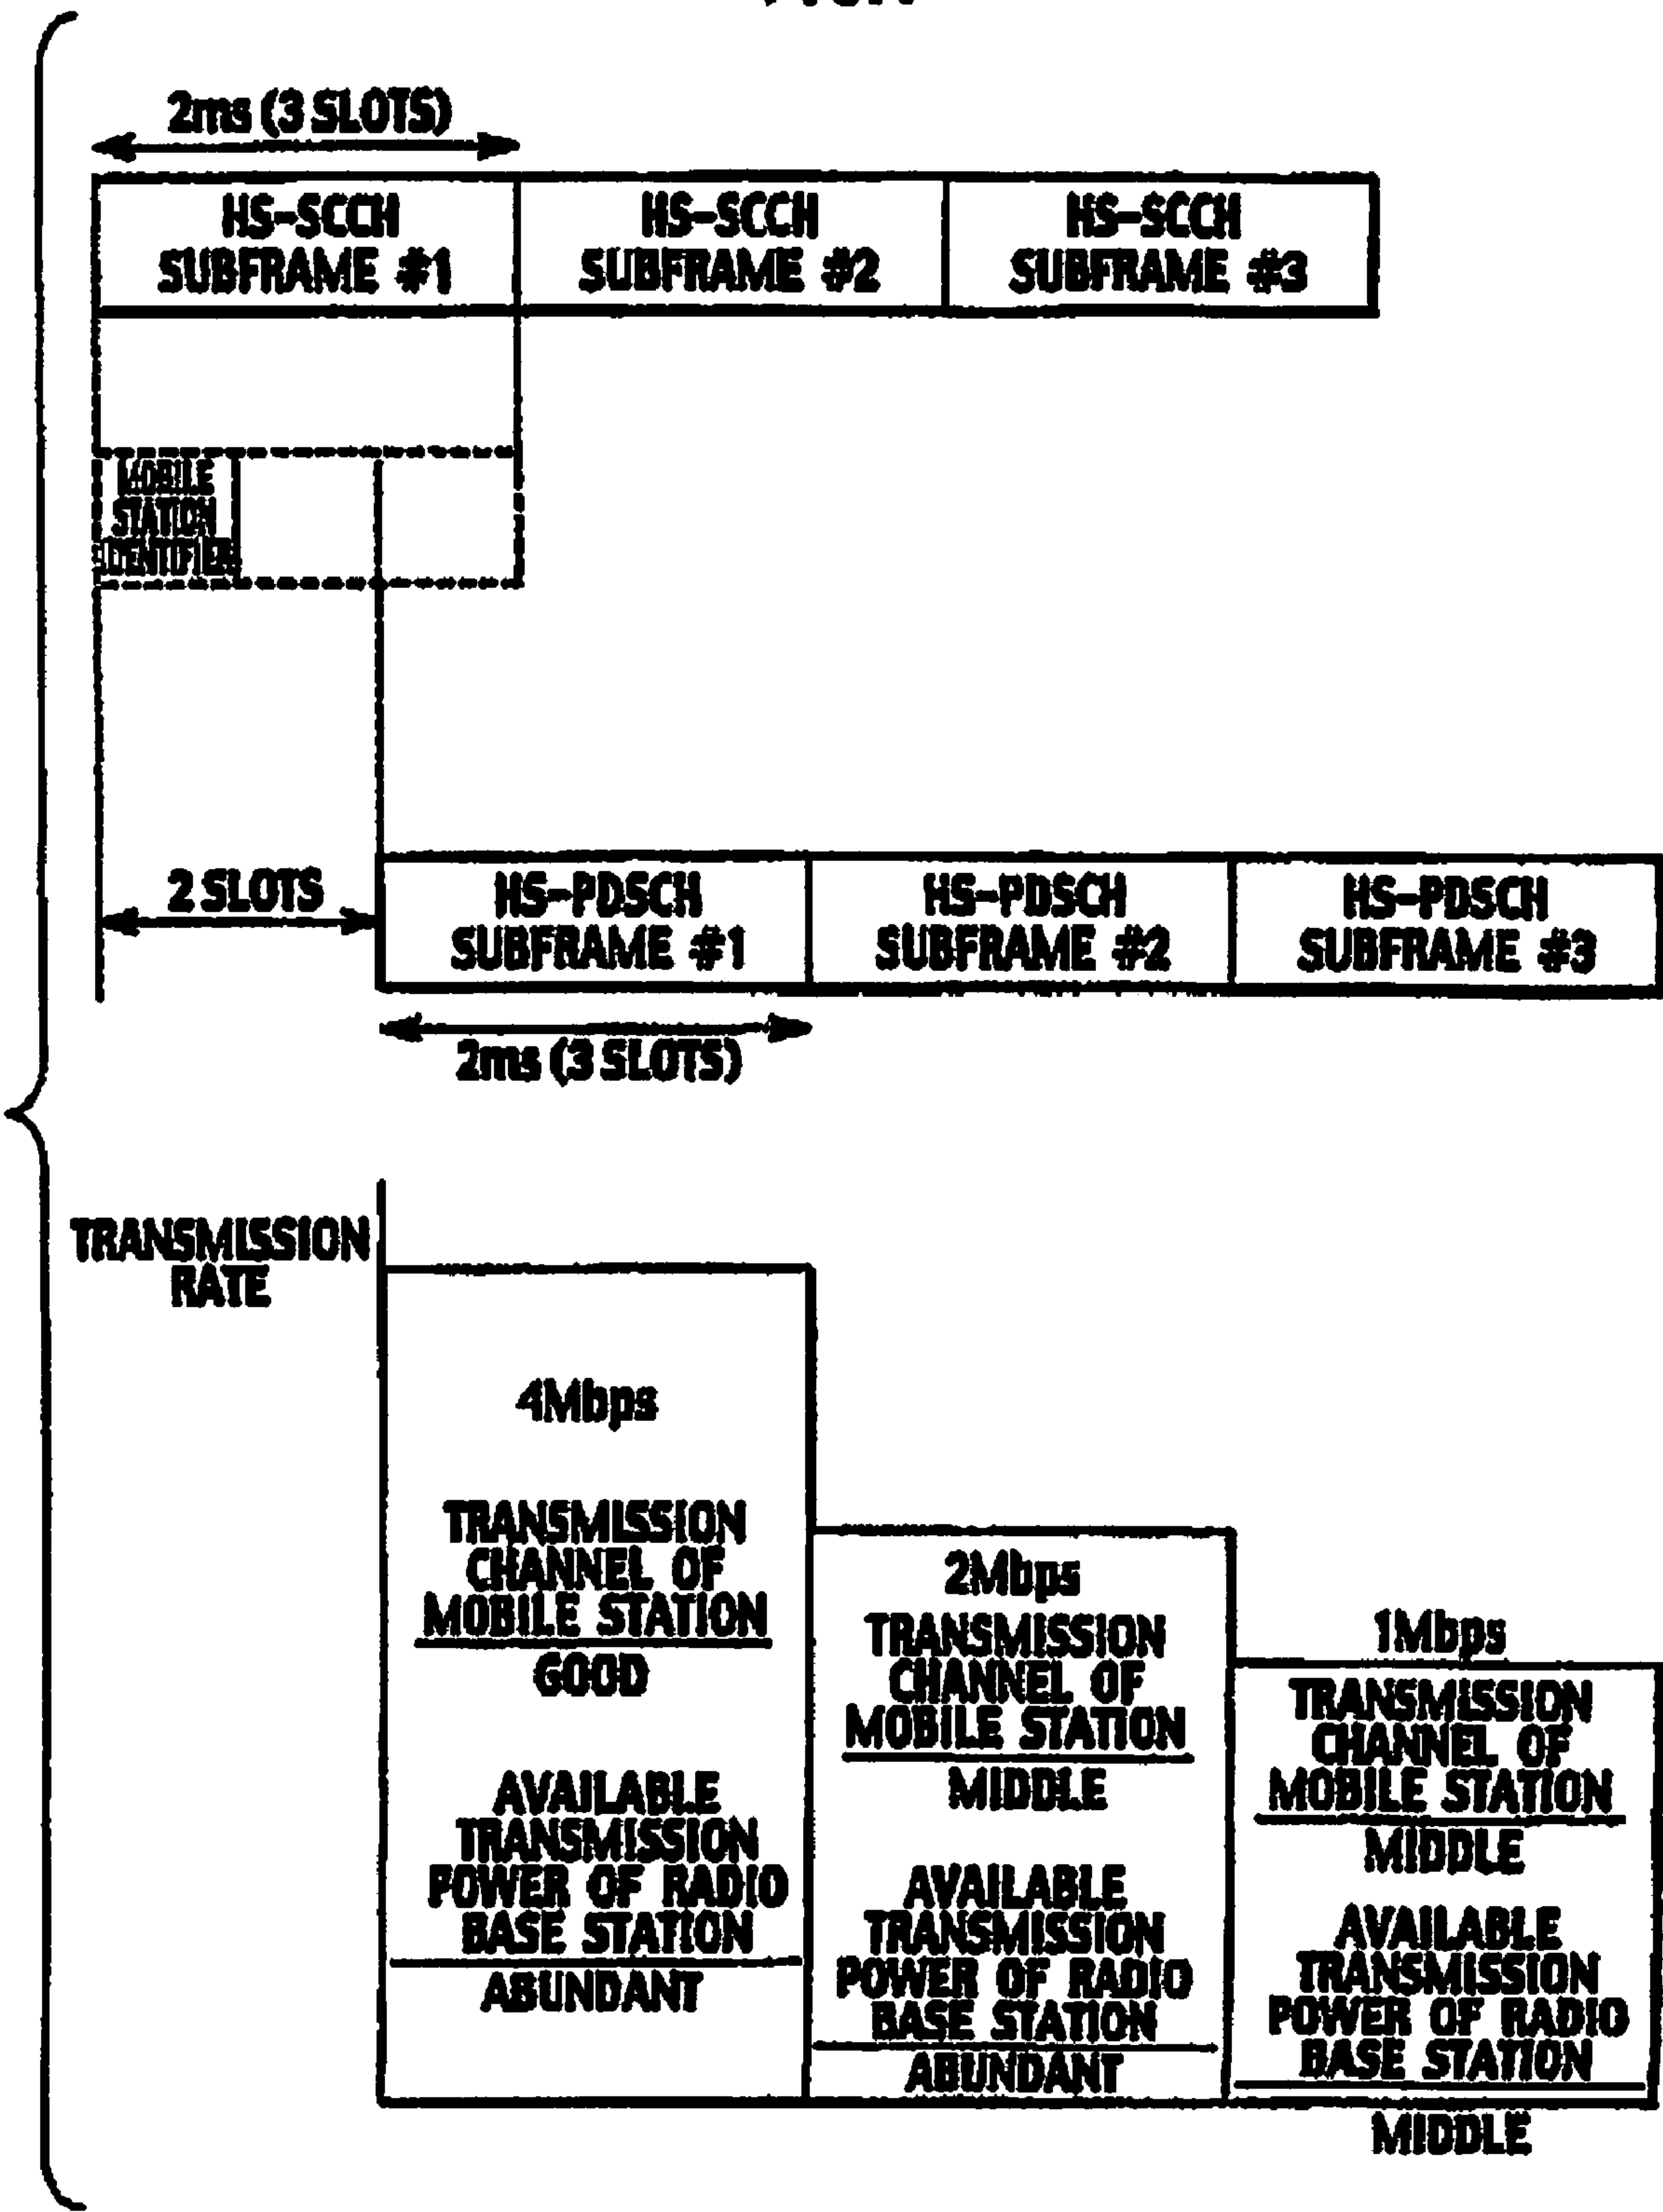 2ms (3 SLOTS)
HS-SCCH
SUBFRAME #1
HS-SCCH
SUBFRAME #2
HS-SCCH
SUBFRAME #3
MOBILE
STATION
IDENTIFIER
2 SLOTS
HS-PDSCH
SUBFRAME #1
HS-PDSCH
SUBFRAME #2
HS-PDSCH
SUBFRAME #3
2ms (3 SLOTS)
TRANSMISSION
RATE
4Mbps
TRANSMISSION
CHANNEL OF
MOBILE STATION
GOOD
AVAILABLE
TRANSMISSION
POWER OF RADIO
BASE STATION
ABUNDANT
2Mbps
TRANSMISSION
CHANNEL OF
MOBILE STATION
MIDDLE
AVAILABLE
TRANSMISSION
POWER OF RADIO
BASE STATION
ABUNDANT
1Mbps
TRANSMISSION
CHANNEL OF
MOBILE STATION
MIDDLE
AVAILABLE
TRANSMISSION
POWER OF RADIO
BASE STATION
MIDDLE